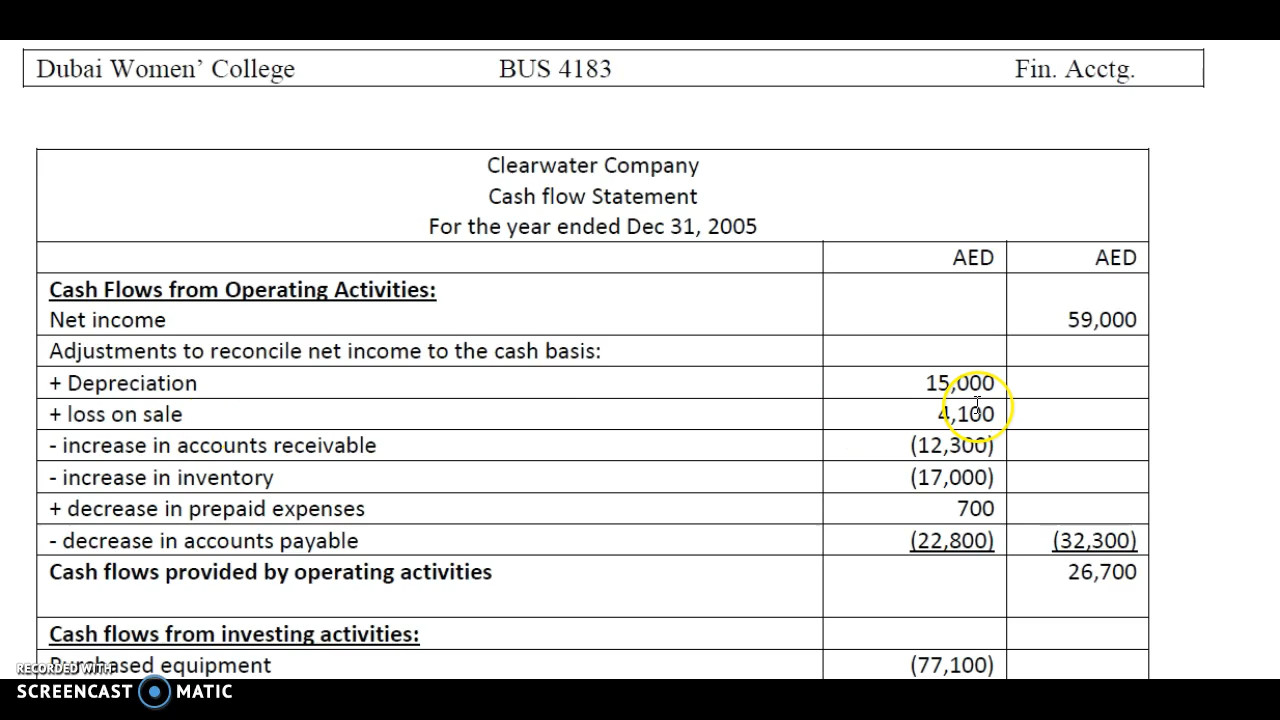 Dubai Women’ College BUS 4183 Fin. Acctg.
Clearwater Company
Cash flow Statement
For the year ended Dec 31, 2005
AED AED
Cash Flows from Operating Activities:
Net income 59,000
Adjustments to reconcile net income to the cash basis:
+ Depreciation 15,000
+ loss on sale 4,100
- increase in accounts receivable (12,300)
- increase in inventory (17,000)
+ decrease in prepaid expenses 700
- decrease in accounts payable (22,800) (32,300)
Cash flows provided by operating activities 26,700
Cash flows from investing activities:
Purchased equipment (77,100)
RECORDED WITH
SCREENCAST MATIC